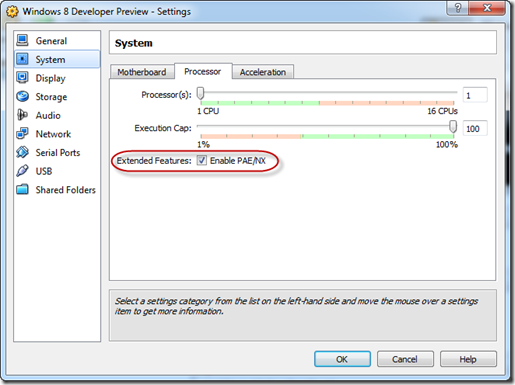 Windows 8 Developer Preview - Settings
General
System
Display
Storage
Audio
Network
Serial Ports
USB
Shared Folders
System
Motherboard Processor Acceleration
Processor(s): 1
1 CPU 16 CPUs
Execution Cap: 100
1% 100%
Extended Features: Enable PAE/NX
Select a settings category from the list on the left-hand side and move the mouse over a settings
item to get more information.
OK Cancel Help